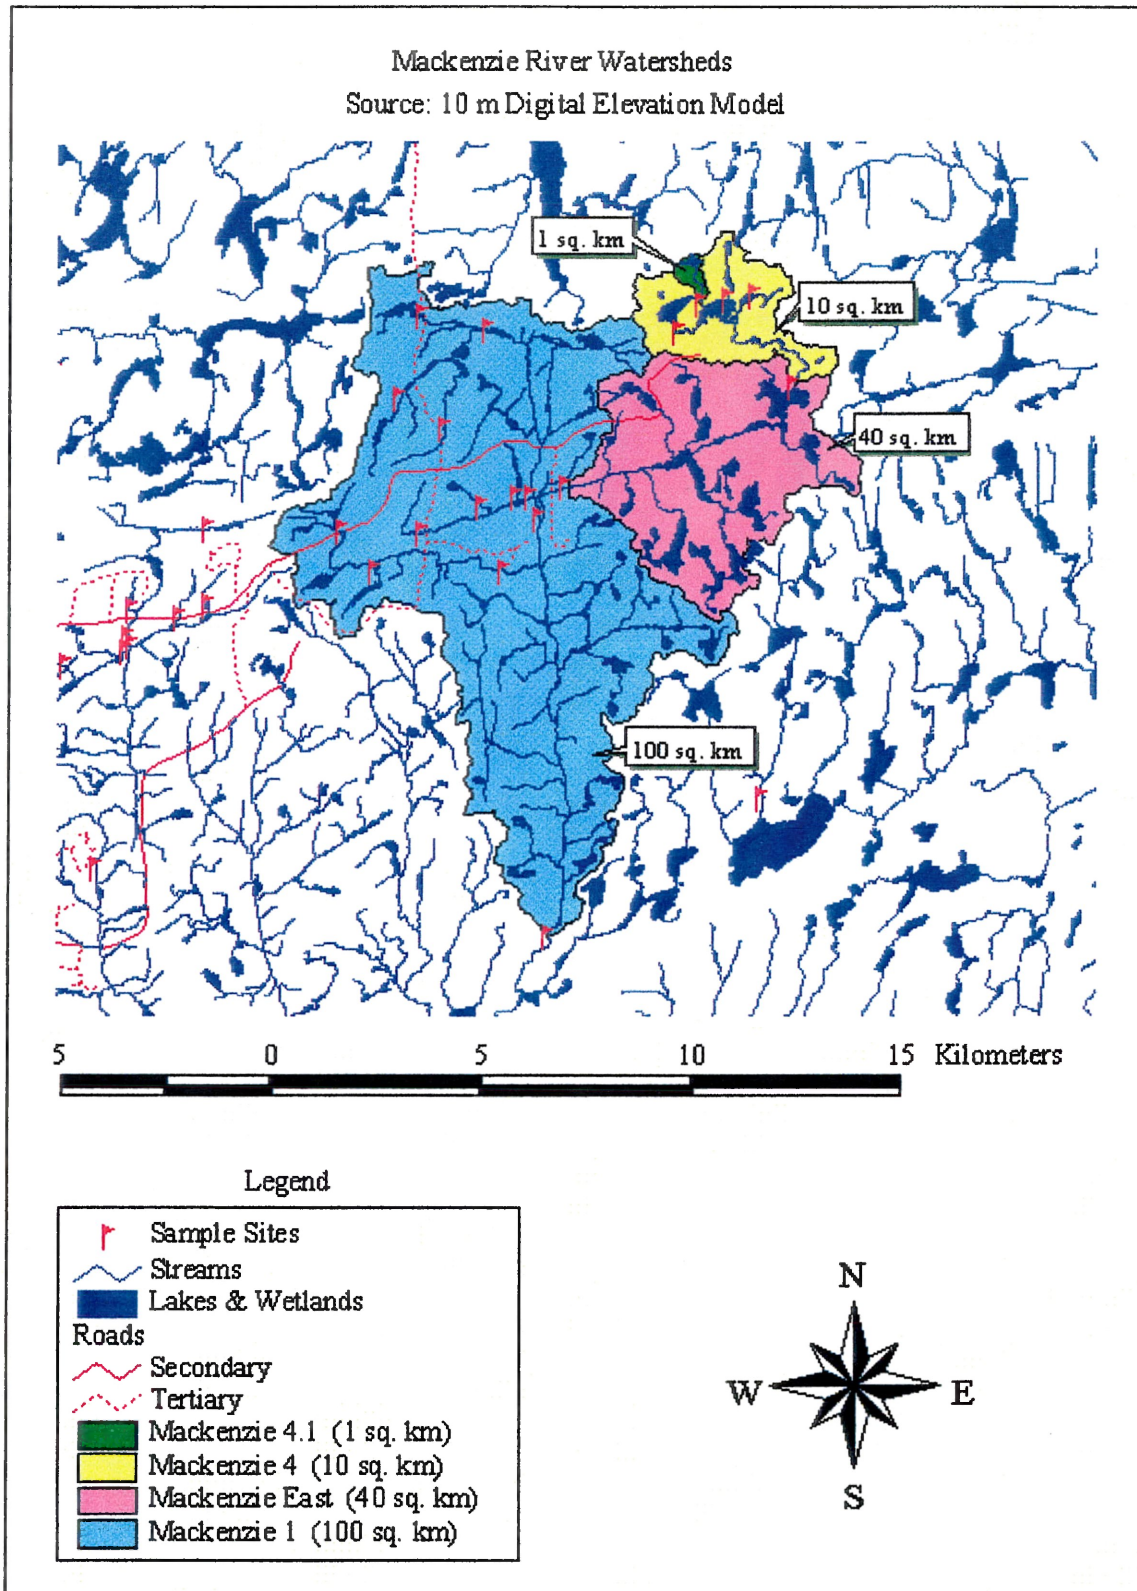 Mackenzie River Watersheds
Source: 10 m Digital Elevation Model
1 sq. km
10 sq. km
40 sq. km
100 sq. km
5 0 5 10 15 Kilometers
Legend
Sample Sites
Streams
Lakes & Wetlands
Roads
Secondary
Tertiary
Mackenzie 4.1 (1 sq. km)
Mackenzie 4 (10 sq. km)
Mackenzie East (40 sq. km)
Mackenzie 1 (100 sq. km)
N
W E
S